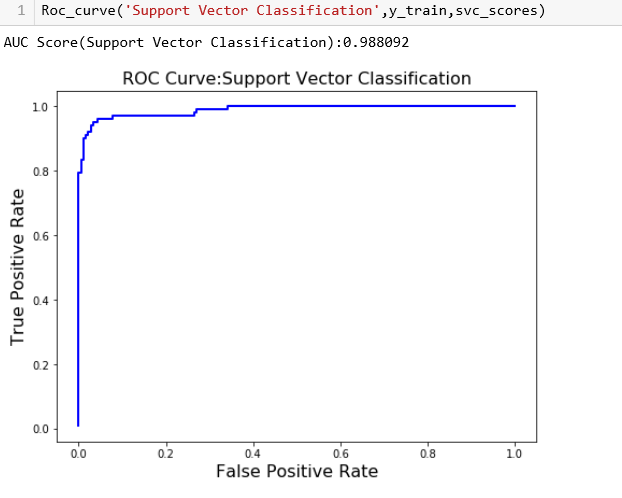 1 Roc_curve('Support Vector Classification',y_train,svc_scores)
AUC Score(Support Vector Classification):0.988092
ROC Curve:Support Vector Classification
1.0
0.8
0.6
0.4
0.2
0.0
True Positive Rate
0.0 0.2 0.4 0.6 0.8 1.0
False Positive Rate